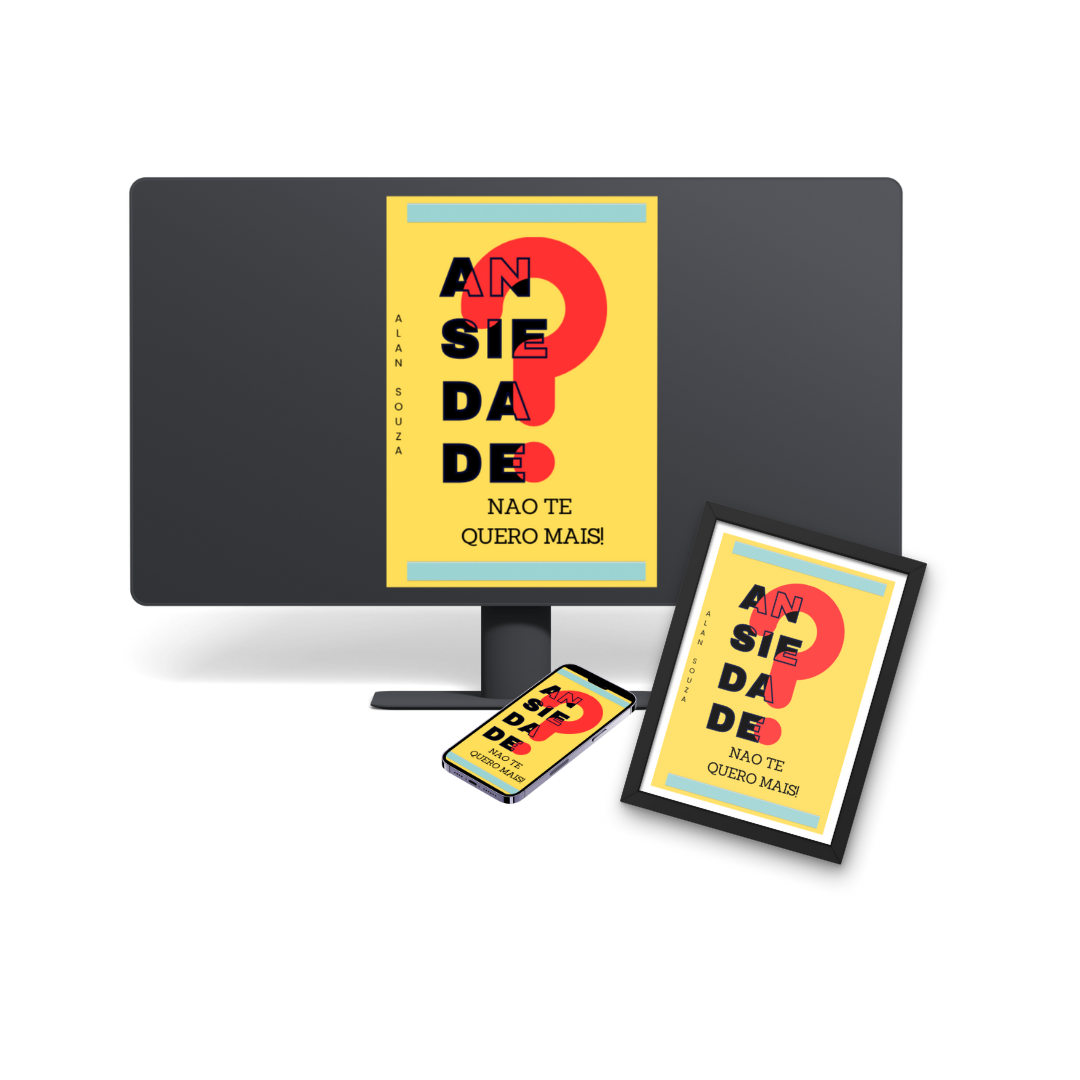 AN
SIE
DA
DE
NAO TE
QUERO MAIS!
ALAN SOUZA
AN
SIE
DA
DE
NAO TE
QUERO MAIS!
AN
SIE
DA
DE
NAO TE
QUERO MAIS!
ALAN SOUZA